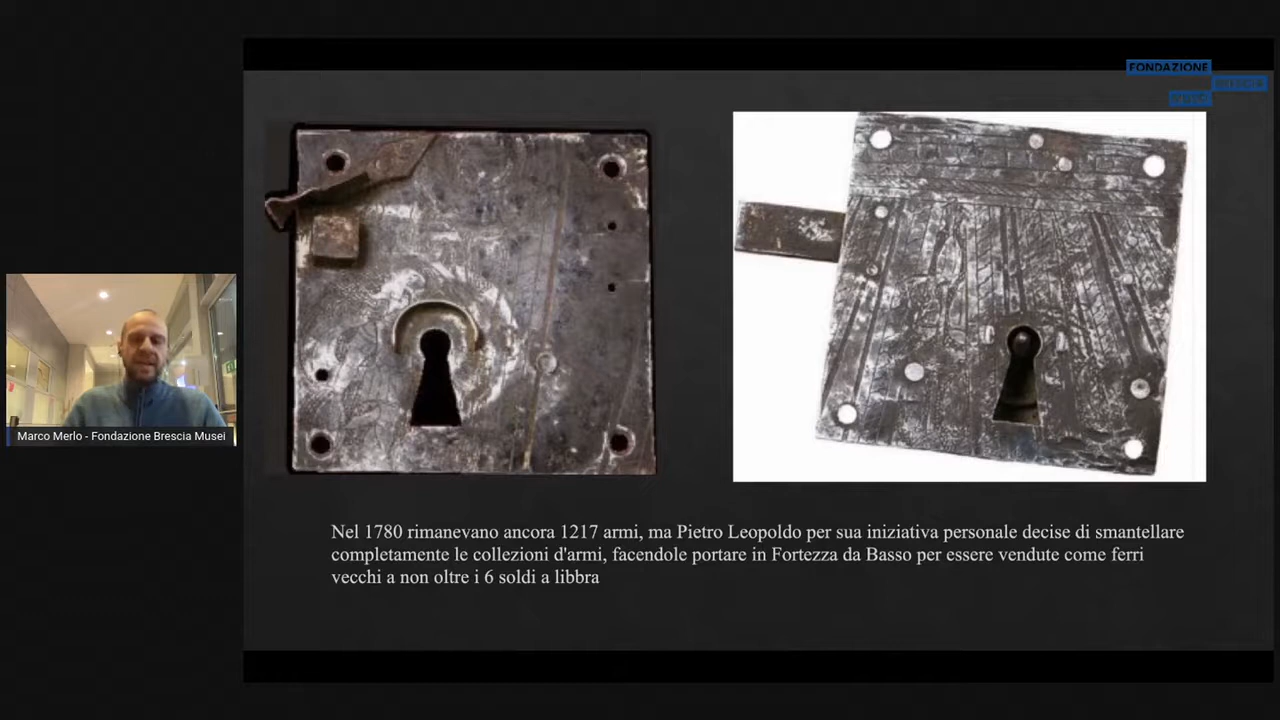 FONDAZIONE
BRESCIA
MUSEI
Marco Merlo - Fondazione Brescia Musei
Nel 1780 rimanevano ancora 1217 armi, ma Pietro Leopoldo per sua iniziativa personale decise di smantellare
completamente le collezioni d'armi, facendole portare in Fortezza da Basso per essere vendute come ferri
vecchi a non oltre i 6 soldi a libbra